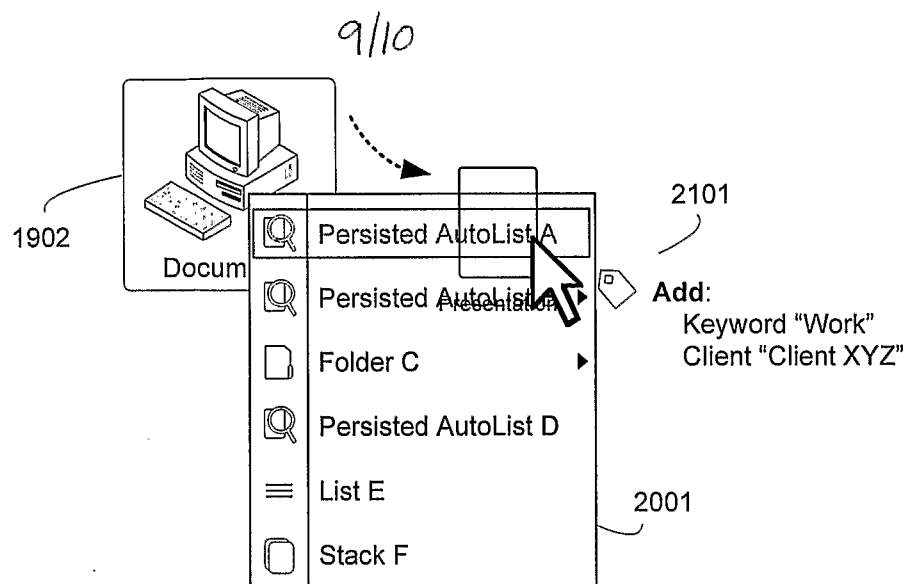 9/10
2101
1902
Persisted AutoList A
Docum
Persisted AutoList
Presentation
Add:
Keyword “Work”
Client “Client XYZ”
Folder C
Persisted AutoList D
List E
2001
Stack F